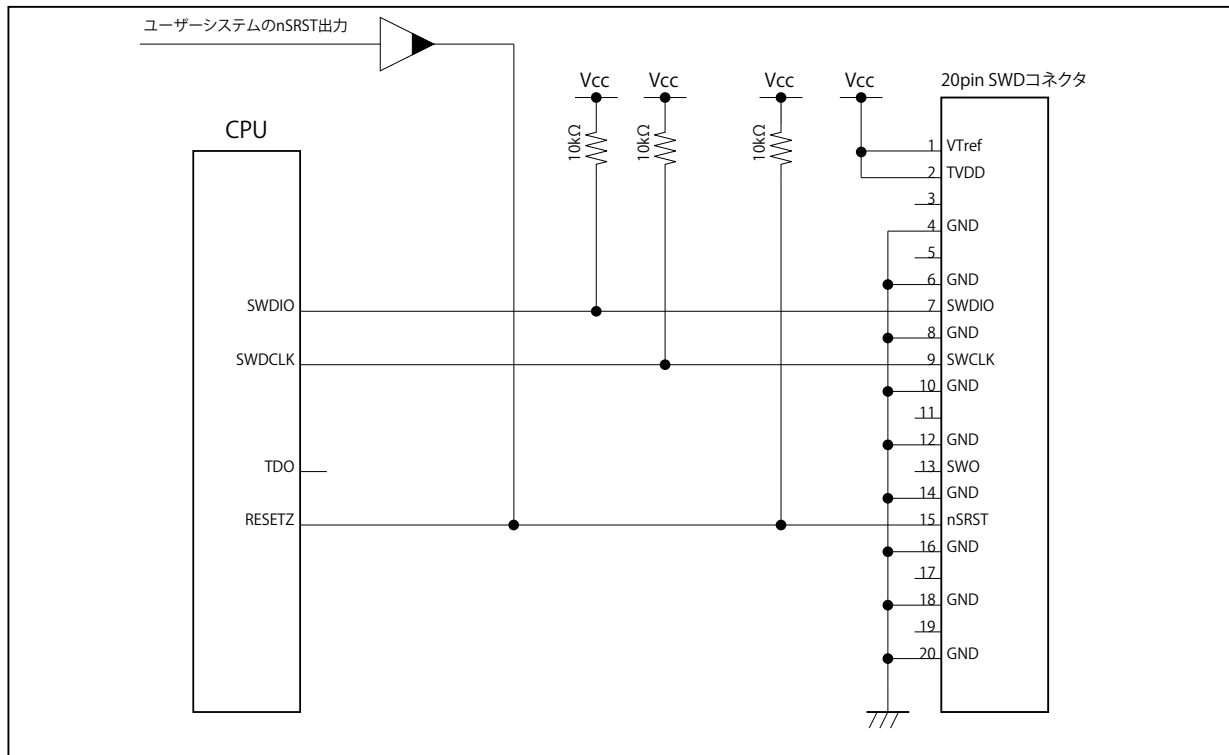 ユーザーシステムのnSRST出力
Vcc
Vcc
Vcc
Vcc
20pin SWDコネクタ
CPU
10kΩ
10kΩ
10kΩ
1 VTref
2 TVDD
3
4 GND
5
6 GND
SWDIO
7 SWDIO
8 GND
SWDCLK
9 SWCLK
10 GND
11
12 GND
TDO
13 SWO
14 GND
RESETZ
15 nSRST
16 GND
17
18 GND
19
20 GND